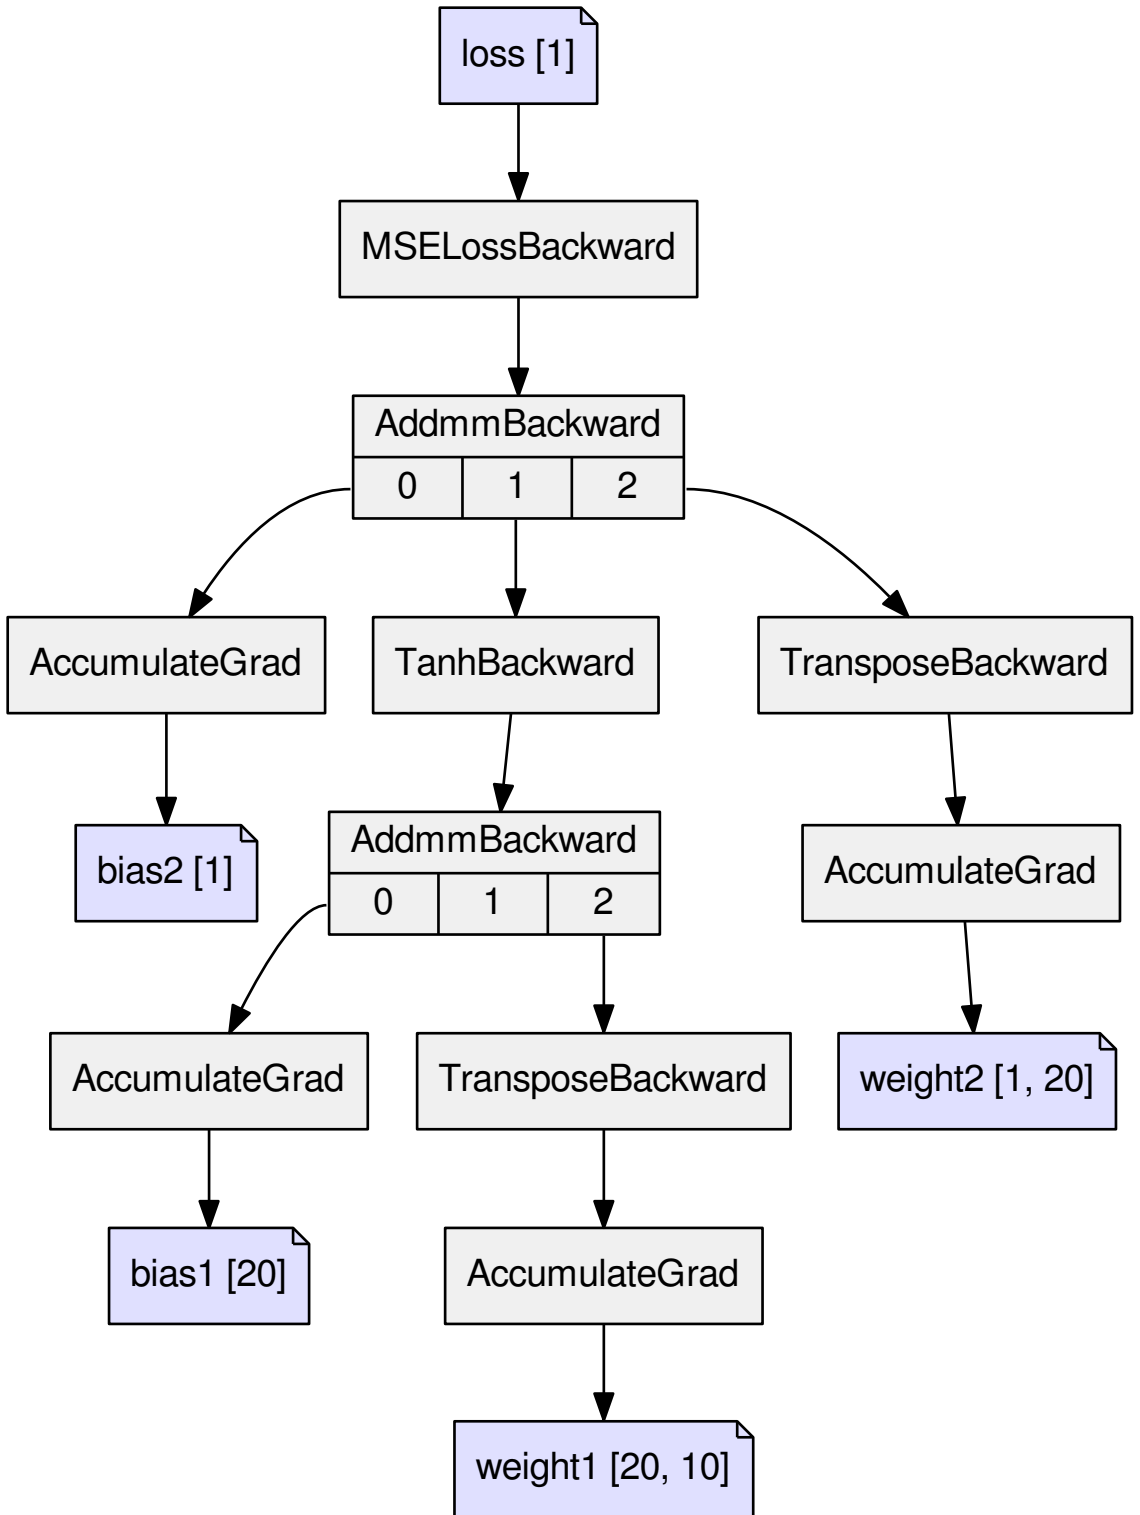 loss [1]
MSELossBackward
AddmmBackward
0 1 2
AccumulateGrad TanhBackward TransposeBackward
AddmmBackward
bias2 [1] AccumulateGrad
0 1 2
AccumulateGrad TransposeBackward weight2 [1, 20]
bias1 [20] AccumulateGrad
weight1 [20, 10]